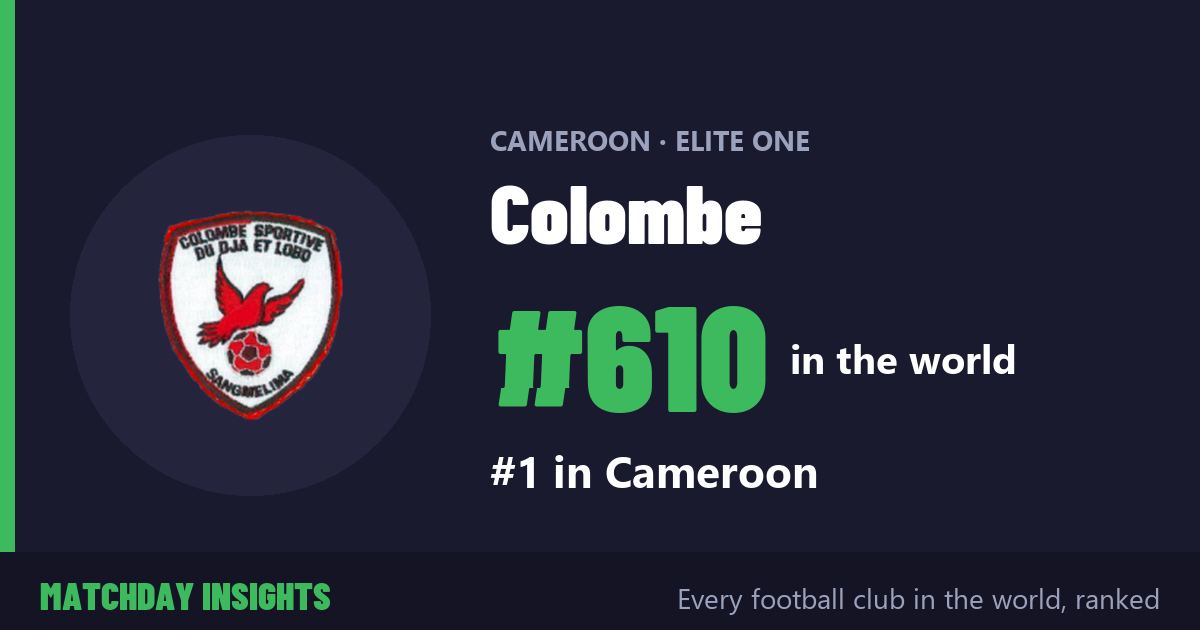 CAMEROON · ELITE ONE
Colombe
COLOMBE SPORTIVE
DU DJA ET LOBO
SANGMELIMA
#610 in the world
#1 in Cameroon
MATCHDAY INSIGHTS
Every football club in the world, ranked